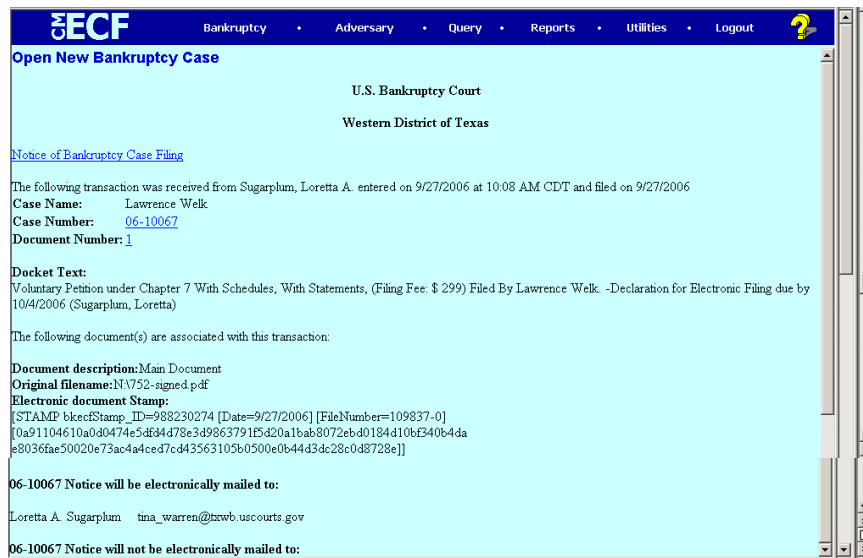 CM ECF Bankruptcy • Adversary • Query • Reports • Utilities • Logout ?
Open New Bankruptcy Case
U.S. Bankruptcy Court
Western District of Texas
Notice of Bankruptcy Case Filing
The following transaction was received from Sugarplum, Loretta A. entered on 9/27/2006 at 10:08 AM CDT and filed on 9/27/2006
Case Name: Lawrence Welk
Case Number: 06-10067
Document Number: 1
Docket Text:
Voluntary Petition under Chapter 7 With Schedules, With Statements, (Filing Fee: $ 299) Filed By Lawrence Welk. -Declaration for Electronic Filing due by
10/4/2006 (Sugarplum, Loretta)
The following document(s) are associated with this transaction:
Document description:Main Document
Original filename:N:\752-signed.pdf
Electronic document Stamp:
[STAMP bkecfStamp_ID=988230274 [Date=9/27/2006] [FileNumber=109837-0]
[0a91104610a0d0474e5dfd4d78e3d9863791f5d20a1bab8072ebd0184d10bf340b4da
e8036fae50020e73ac4a4ced7cd43563105b0500e0b44d3dc28c0d8728e]]
06-10067 Notice will be electronically mailed to:
Loretta A. Sugarplum tina_warren@txwb.uscourts.gov
06-10067 Notice will not be electronically mailed to: